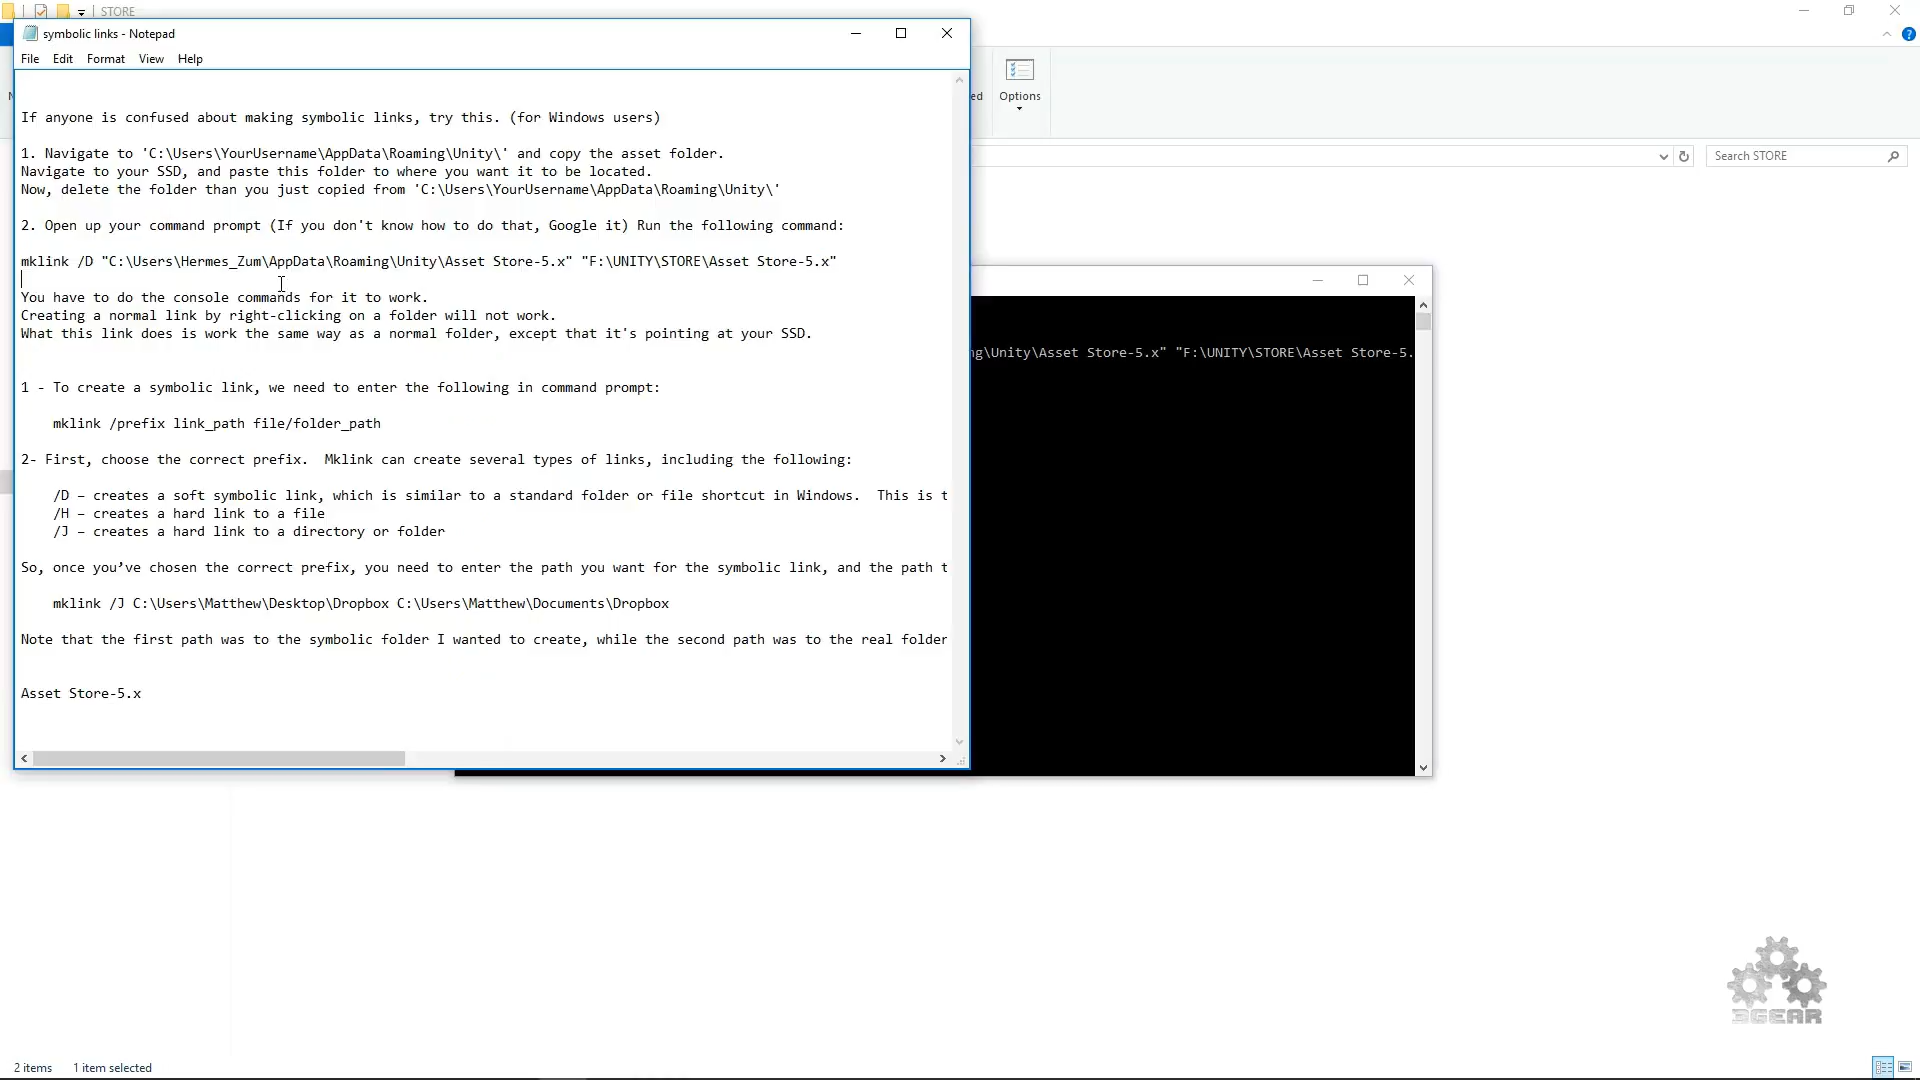 STORE
symbolic links - Notepad
File Edit Format View Help
ed Options
Search STORE
If anyone is confused about making symbolic links, try this. (for Windows users)
1. Navigate to 'C:\Users\YourUsername\AppData\Roaming\Unity\' and copy the asset folder.
Navigate to your SSD, and paste this folder to where you want it to be located.
Now, delete the folder than you just copied from 'C:\Users\YourUsername\AppData\Roaming\Unity\'
2. Open up your command prompt (If you don't know how to do that, Google it) Run the following command:
mklink /D "C:\Users\Hermes_Zum\AppData\Roaming\Unity\Asset Store-5.x" "F:\UNITY\STORE\Asset Store-5.x"
You have to do the console commands for it to work.
Creating a normal link by right-clicking on a folder will not work.
What this link does is work the same way as a normal folder, except that it's pointing at your SSD.
1 - To create a symbolic link, we need to enter the following in command prompt:
mklink /prefix link_path file/folder_path
2- First, choose the correct prefix.  Mklink can create several types of links, including the following:
/D – creates a soft symbolic link, which is similar to a standard folder or file shortcut in Windows.  This is t
/H – creates a hard link to a file
/J – creates a hard link to a directory or folder
So, once you’ve chosen the correct prefix, you need to enter the path you want for the symbolic link, and the path t
mklink /J C:\Users\Matthew\Desktop\Dropbox C:\Users\Matthew\Documents\Dropbox
Note that the first path was to the symbolic folder I wanted to create, while the second path was to the real folder
Asset Store-5.x
ng\Unity\Asset Store-5.x" "F:\UNITY\STORE\Asset Store-5.
3GEAR
2 items 1 item selected